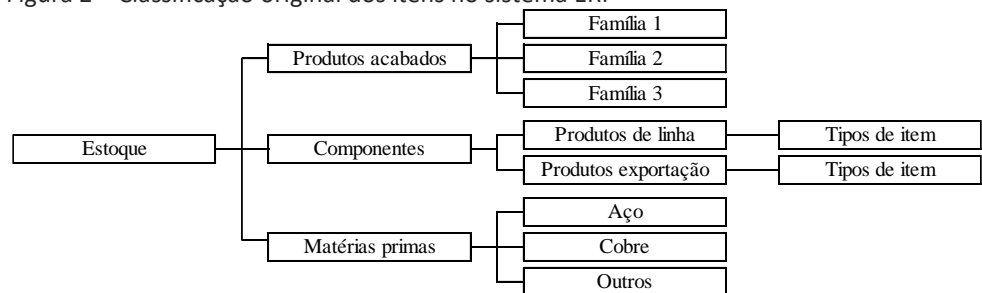 Figura 2 – Classificação original dos itens no sistema ER.
Família 1
Produtos acabados
Família 2
Família 3
Produtos de linha
Tipos de item
Estoque
Componentes
Produtos exportação
Tipos de item
Aço
Matérias primas
Cobre
Outros